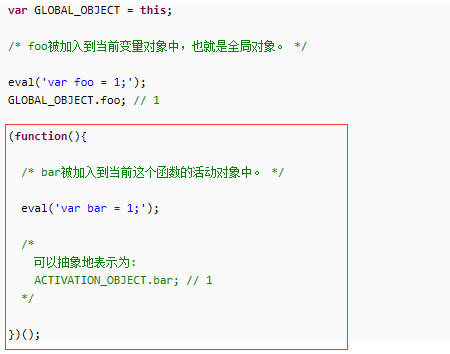 var GLOBAL_OBJECT = this;
/* foo被加入到当前变量对象中，也就是全局对象。 */
eval('var foo = 1;');
GLOBAL_OBJECT.foo; // 1
(function(){
/* bar被加入到当前这个函数的活动对象中。 */
eval('var bar = 1;');
/*
可以抽象地表示为:
ACTIVATION_OBJECT.bar; // 1
*/
})();